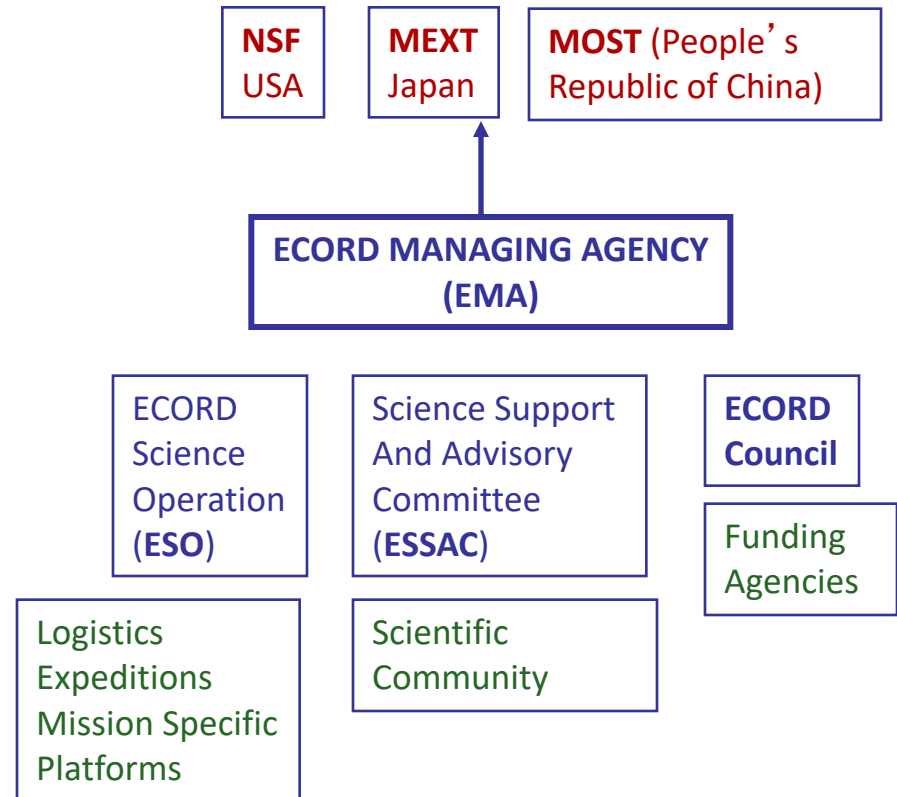 NSF
USA
MEXT
Japan
MOST (People’s
Republic of China)
ECORD MANAGING AGENCY
(EMA)
ECORD
Science
Operation
(ESO)
Science Support
And Advisory
Committee
(ESSAC)
ECORD
Council
Funding
Agencies
Logistics
Expeditions
Mission Specific
Platforms
Scientific
Community